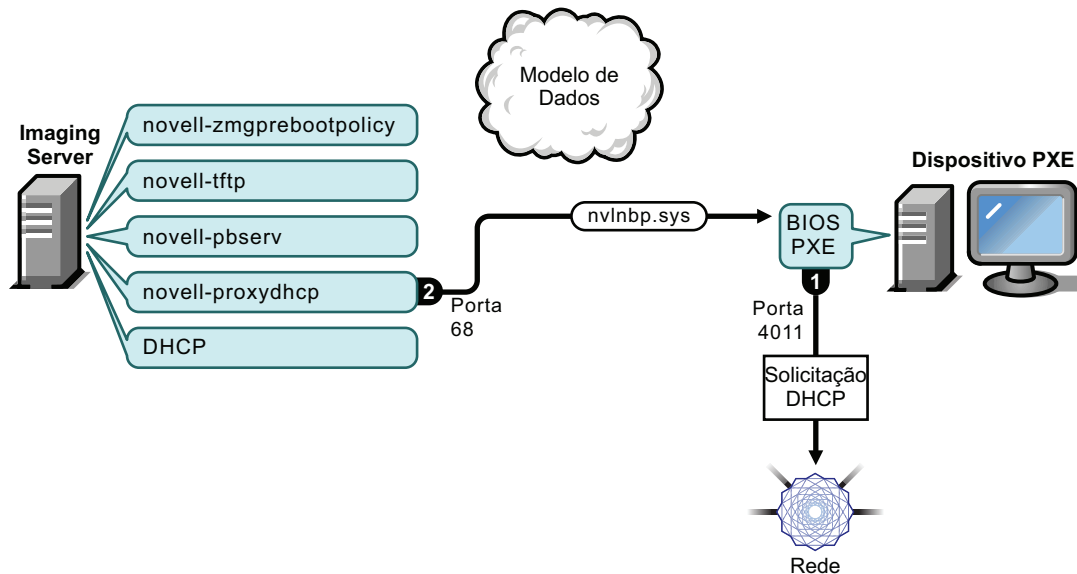 Modelo de
Dados
Imaging
Server
novell-zmgprebootpolicy
novell-tftp
novell-pbserv
novell-proxydhcp
DHCP
2
Porta
68
nvlnbp.sys
BIOS
PXE
1
Dispositivo PXE
Porta
4011
Solicitação
DHCP
Rede